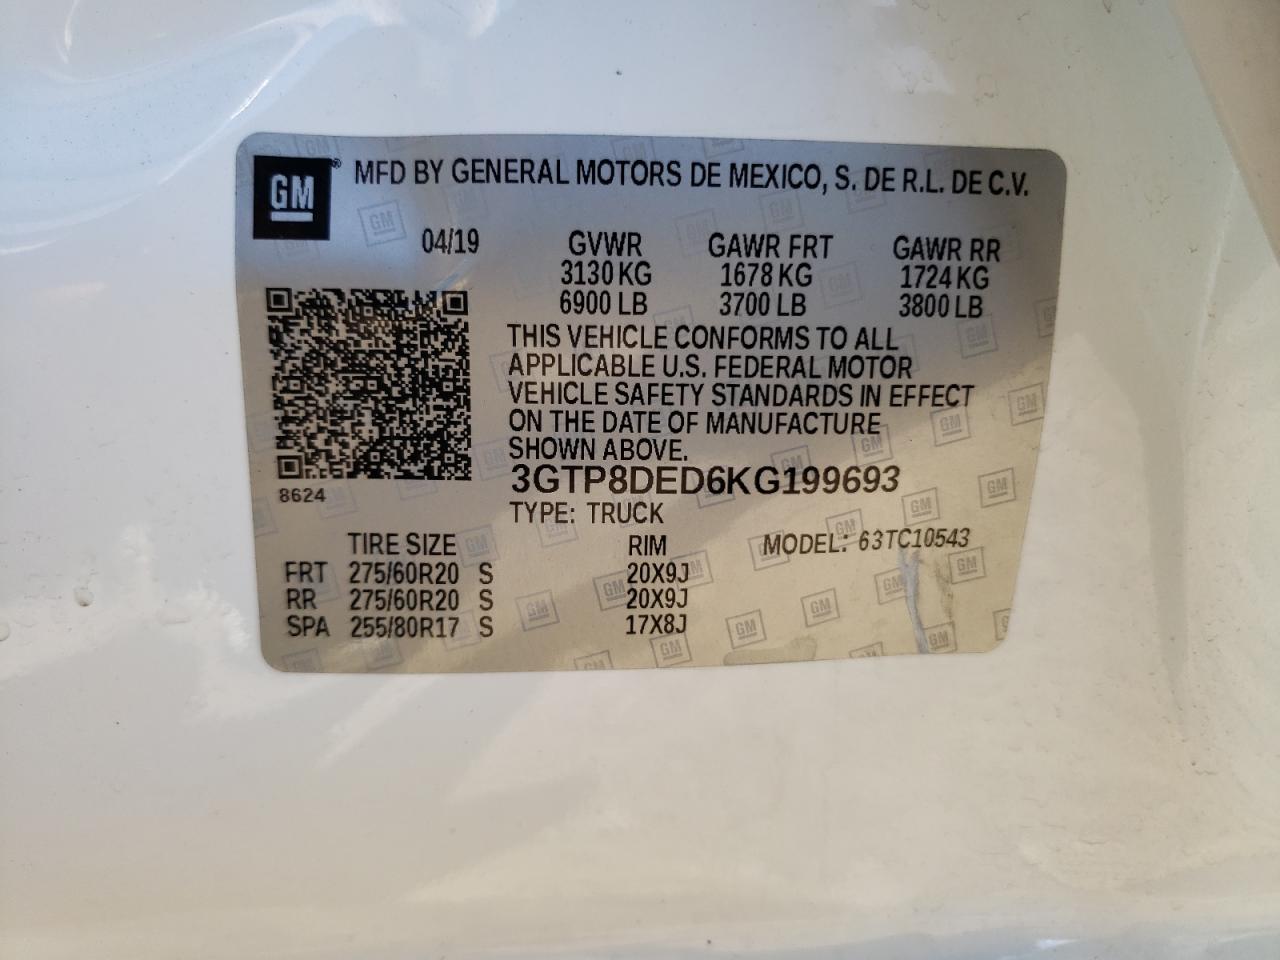 GM® MFD BY GENERAL MOTORS DE MEXICO, S. DE R.L. DE C.V.
04/19 GVWR GAWR FRT GAWR RR
3130 KG 1678 KG 1724 KG
6900 LB 3700 LB 3800 LB
THIS VEHICLE CONFORMS TO ALL
APPLICABLE U.S. FEDERAL MOTOR
VEHICLE SAFETY STANDARDS IN EFFECT
ON THE DATE OF MANUFACTURE
SHOWN ABOVE.
3GTP8DED6KG199693
8624
TYPE: TRUCK
TIRE SIZE RIM MODEL: 63TC10543
FRT 275/60R20 S 20X9J
RR 275/60R20 S 20X9J
SPA 255/80R17 S 17X8J